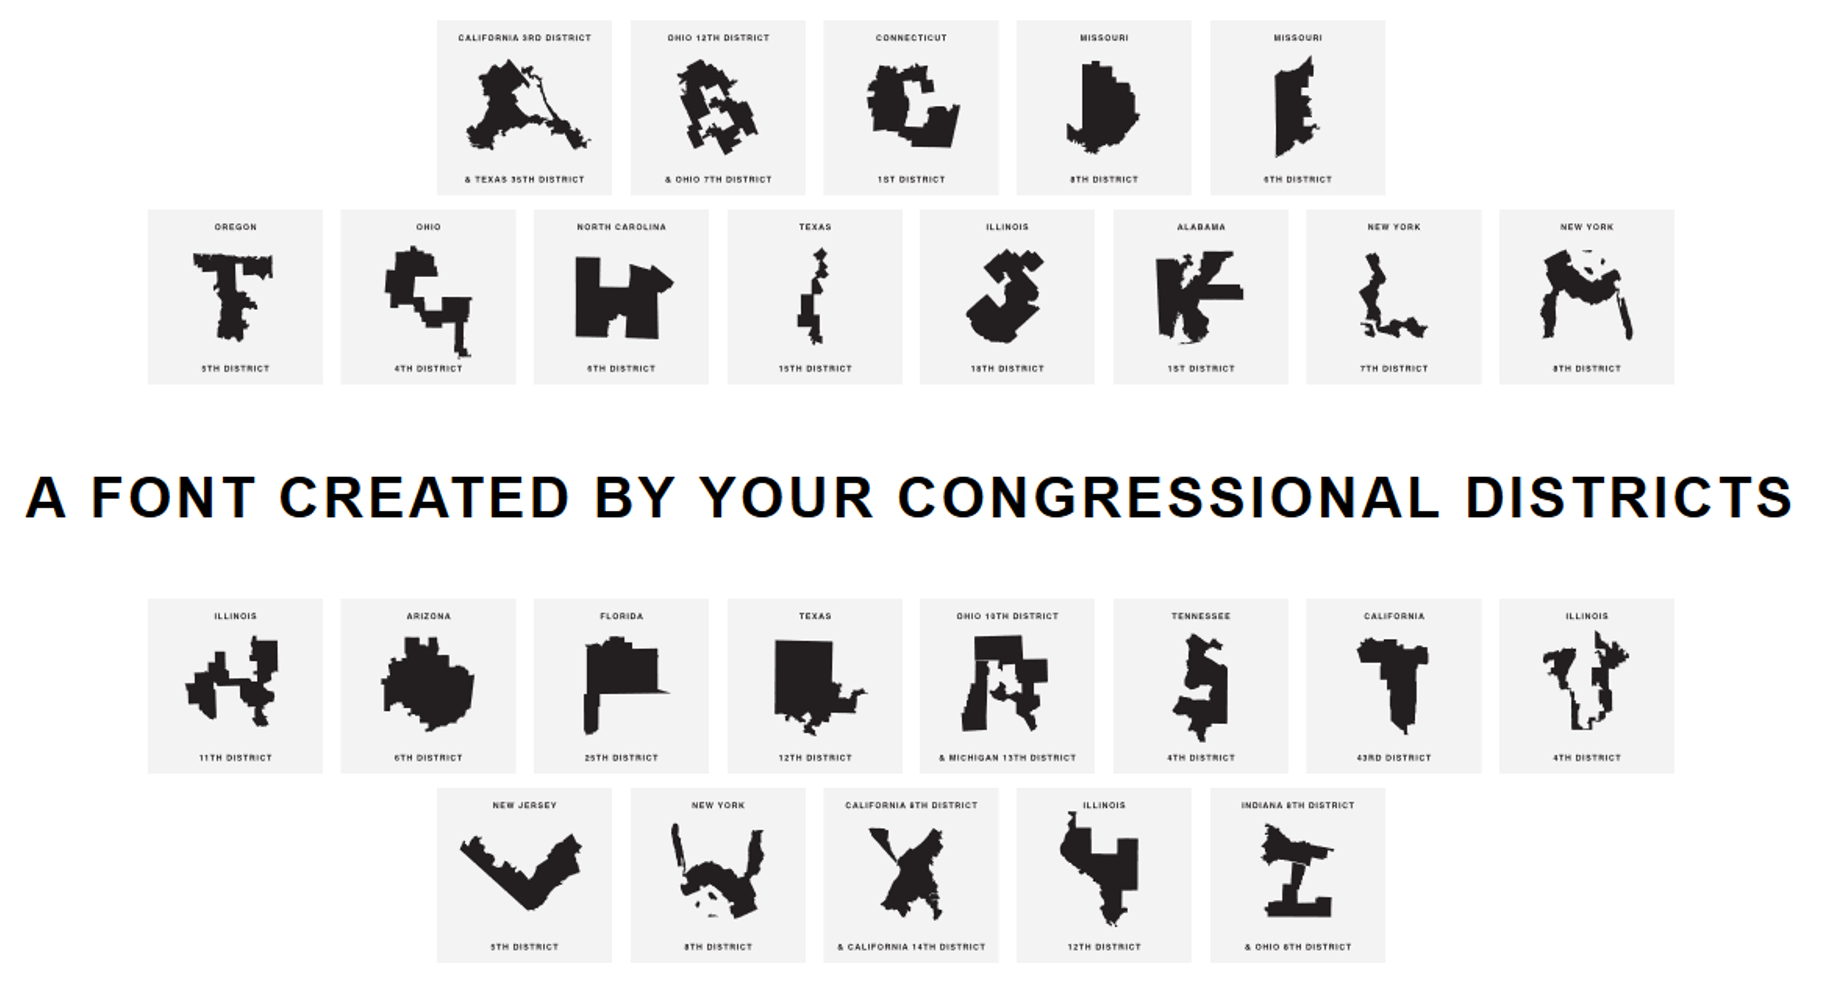 CALIFORNIA 3RD DISTRICT
& TEXAS 35TH DISTRICT
OHIO 12TH DISTRICT
& OHIO 7TH DISTRICT
CONNECTICUT
1ST DISTRICT
MISSOURI
8TH DISTRICT
MISSOURI
6TH DISTRICT
OREGON
5TH DISTRICT
OHIO
4TH DISTRICT
NORTH CAROLINA
6TH DISTRICT
TEXAS
15TH DISTRICT
ILLINOIS
18TH DISTRICT
ALABAMA
1ST DISTRICT
NEW YORK
7TH DISTRICT
NEW YORK
8TH DISTRICT
A FONT CREATED BY YOUR CONGRESSIONAL DISTRICTS
ILLINOIS
11TH DISTRICT
ARIZONA
6TH DISTRICT
FLORIDA
25TH DISTRICT
TEXAS
12TH DISTRICT
OHIO 10TH DISTRICT
& MICHIGAN 13TH DISTRICT
TENNESSEE
4TH DISTRICT
CALIFORNIA
43RD DISTRICT
ILLINOIS
4TH DISTRICT
NEW JERSEY
5TH DISTRICT
NEW YORK
8TH DISTRICT
CALIFORNIA 8TH DISTRICT
& CALIFORNIA 14TH DISTRICT
ILLINOIS
12TH DISTRICT
INDIANA 8TH DISTRICT
& OHIO 6TH DISTRICT